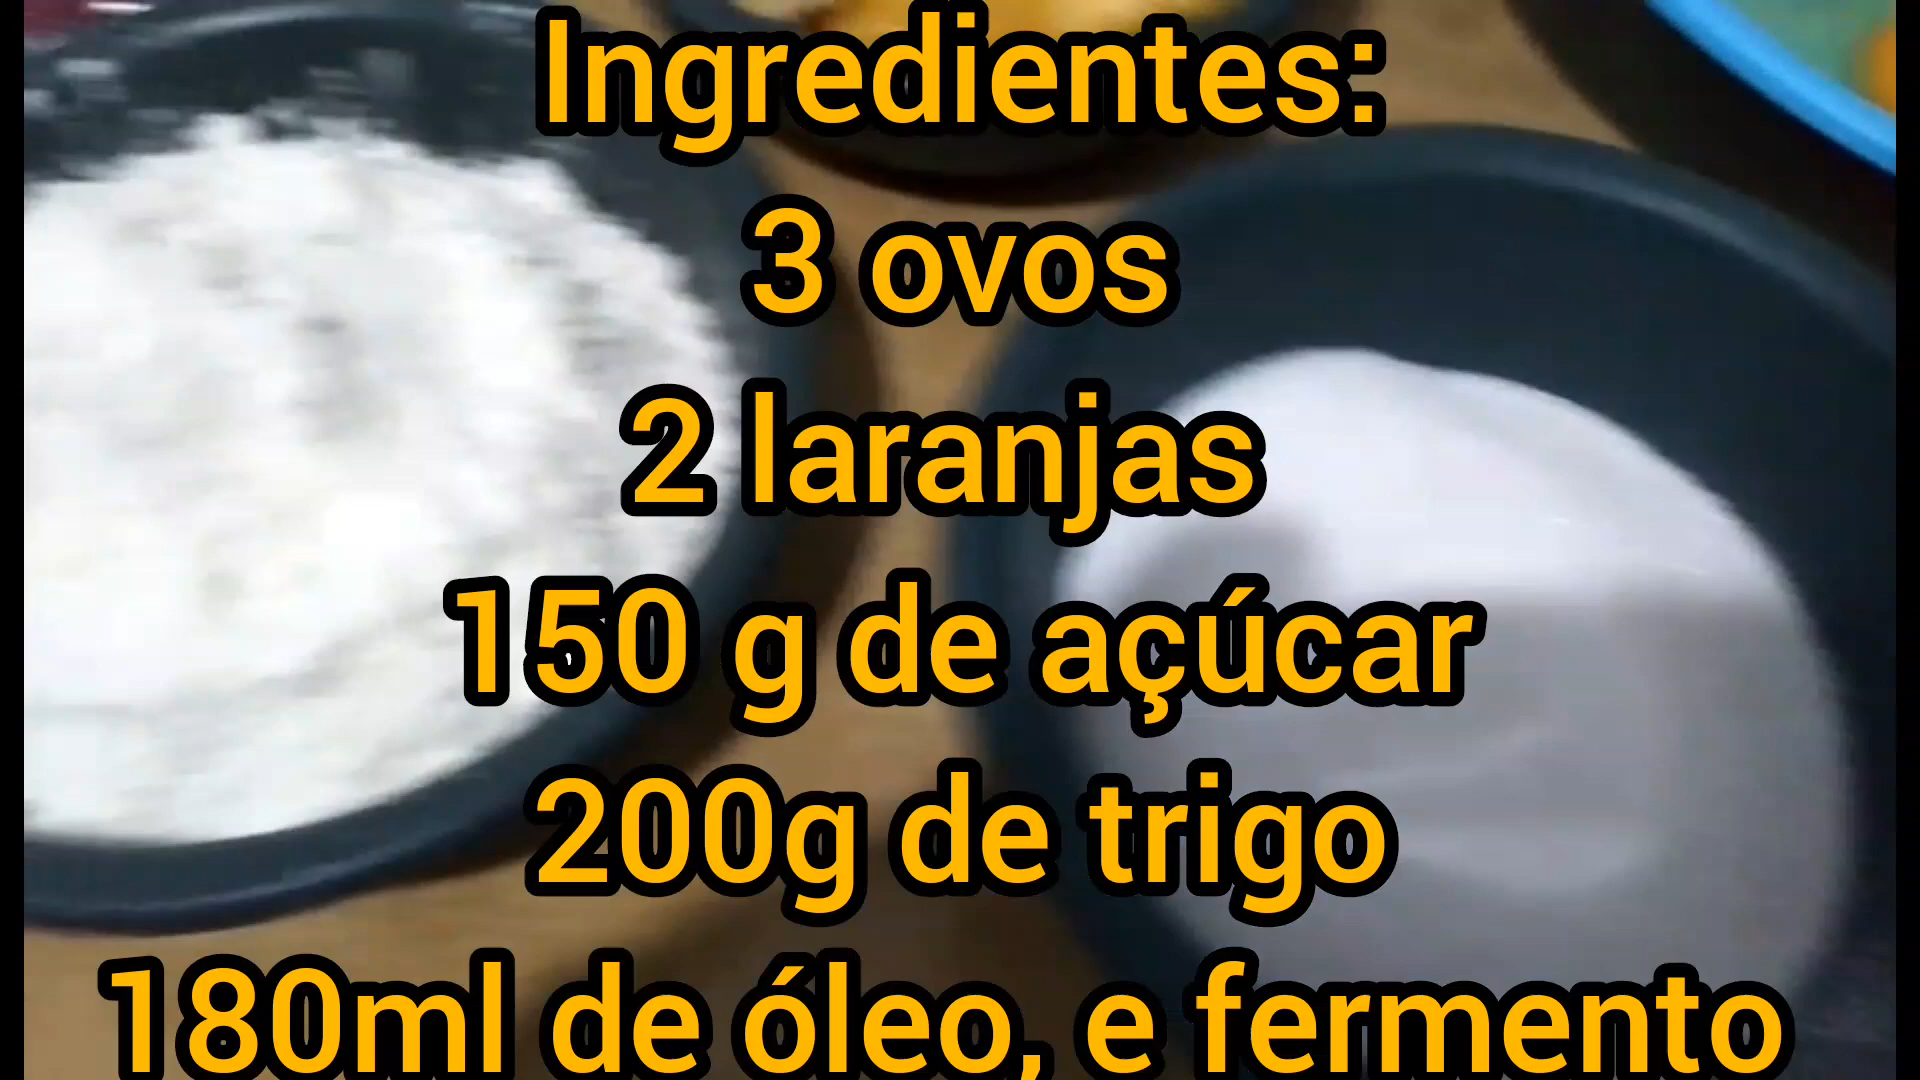 Ingredientes:
3 ovos
2 laranjas
150 g de açúcar
200g de trigo
180ml de óleo, e fermento